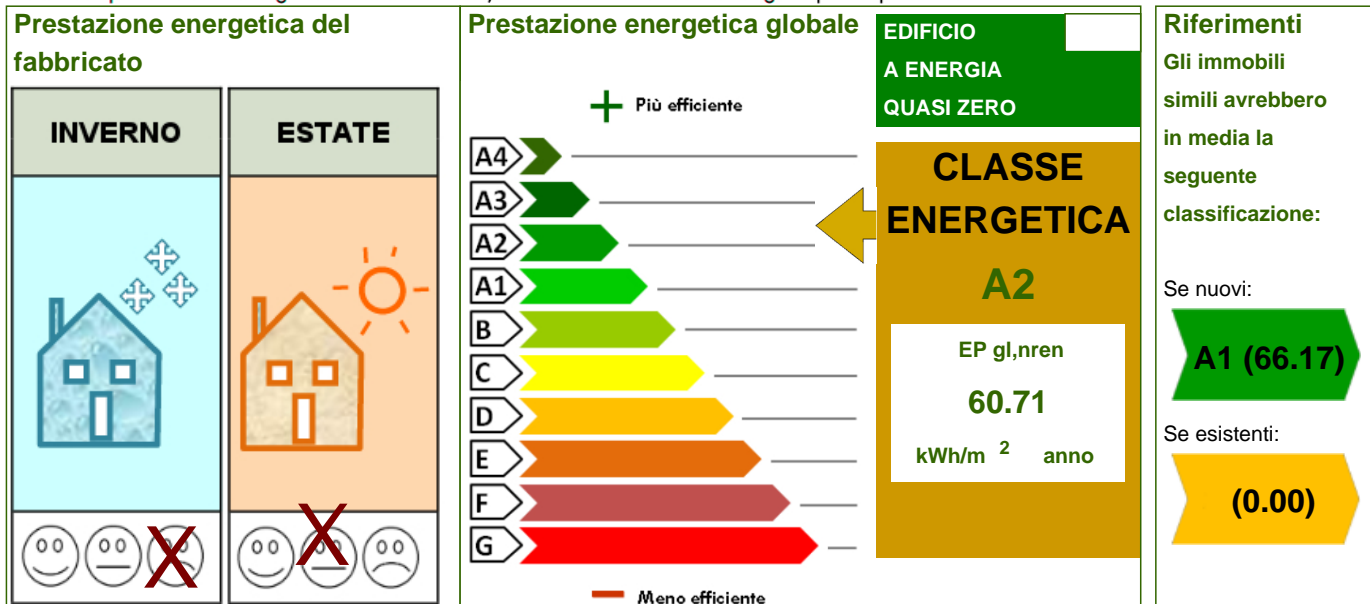 Prestazione energetica del
fabbricato
INVERNO
ESTATE
Prestazione energetica globale
Più efficiente
A4
A3
A2
A1
B
C
D
E
F
G
Meno efficiente
EDIFICIO
A ENERGIA
QUASI ZERO
CLASSE
ENERGETICA
A2
EP gl,nren
60.71
kWh/m 2 anno
Riferimenti
Gli immobili
simili avrebbero
in media la
seguente
classificazione:
Se nuovi:
A1 (66.17)
Se esistenti:
(0.00)